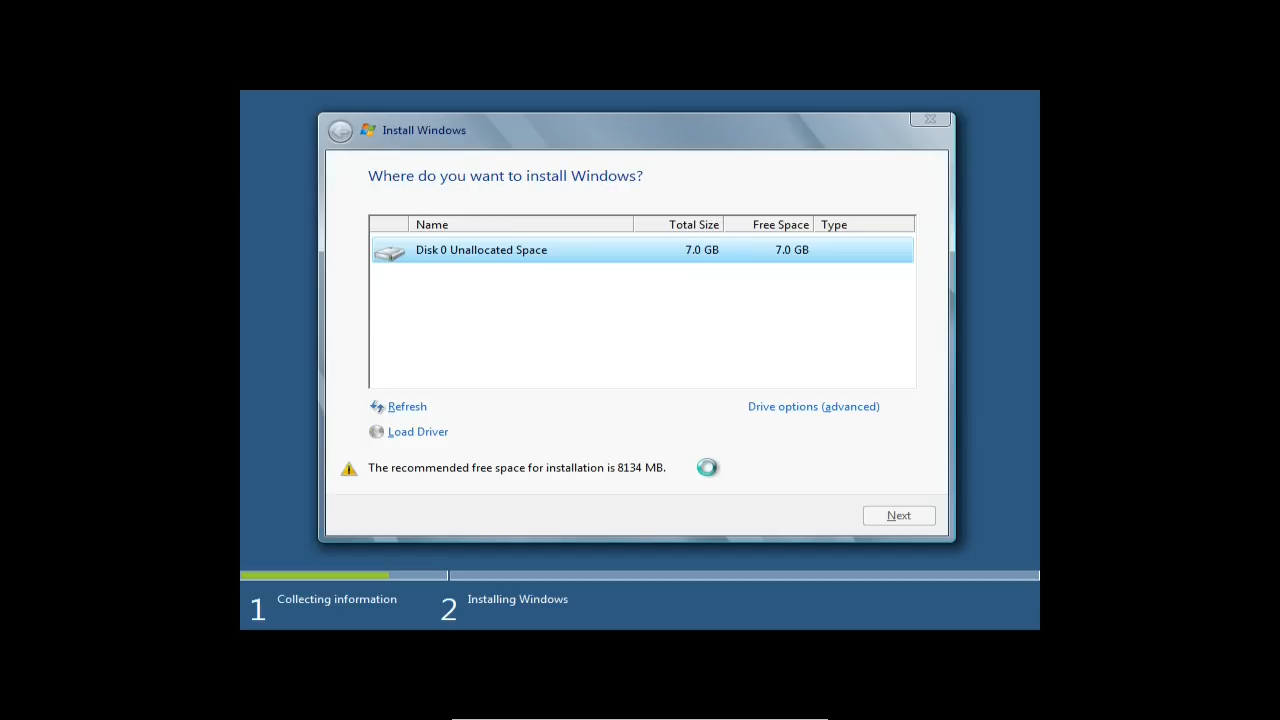 Install Windows
Where do you want to install Windows?
Name Total Size Free Space Type
Disk 0 Unallocated Space 7.0 GB 7.0 GB
Refresh Drive options (advanced)
Load Driver
The recommended free space for installation is 8134 MB.
Next
1 Collecting information 2 Installing Windows